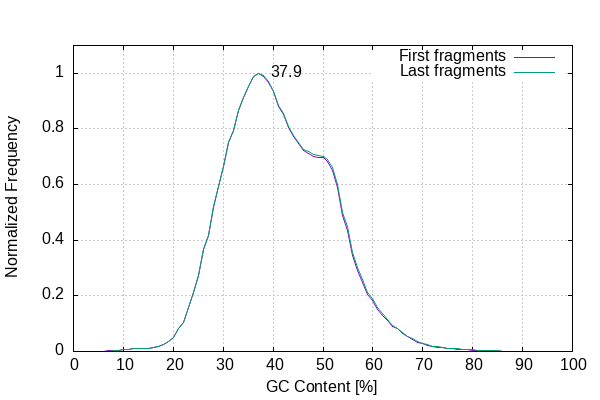 First fragments
Last fragments
37.9
1
0.8
0.6
0.4
0.2
0
Normalized Frequency
0 10 20 30 40 50 60 70 80 90 100
GC Content [%]